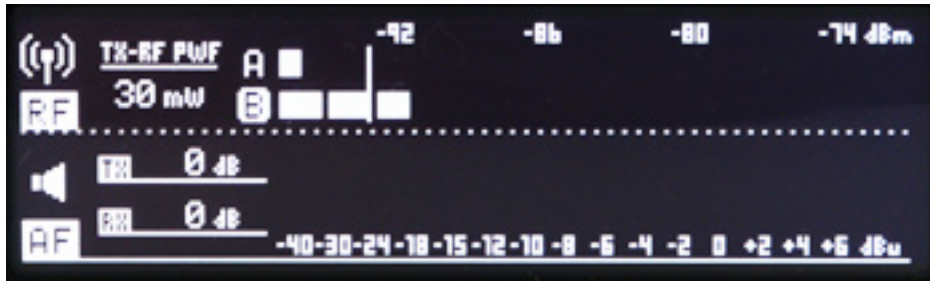 -92 -86 -80 -74 dBm
TX-RF PWF
A
30 mW
B
RF
TX 0 dB
RX 0 dB
AF
-40-30-24-18-15-12-10 -8 -6 -4 -2 0 +2 +4 +6 dBu